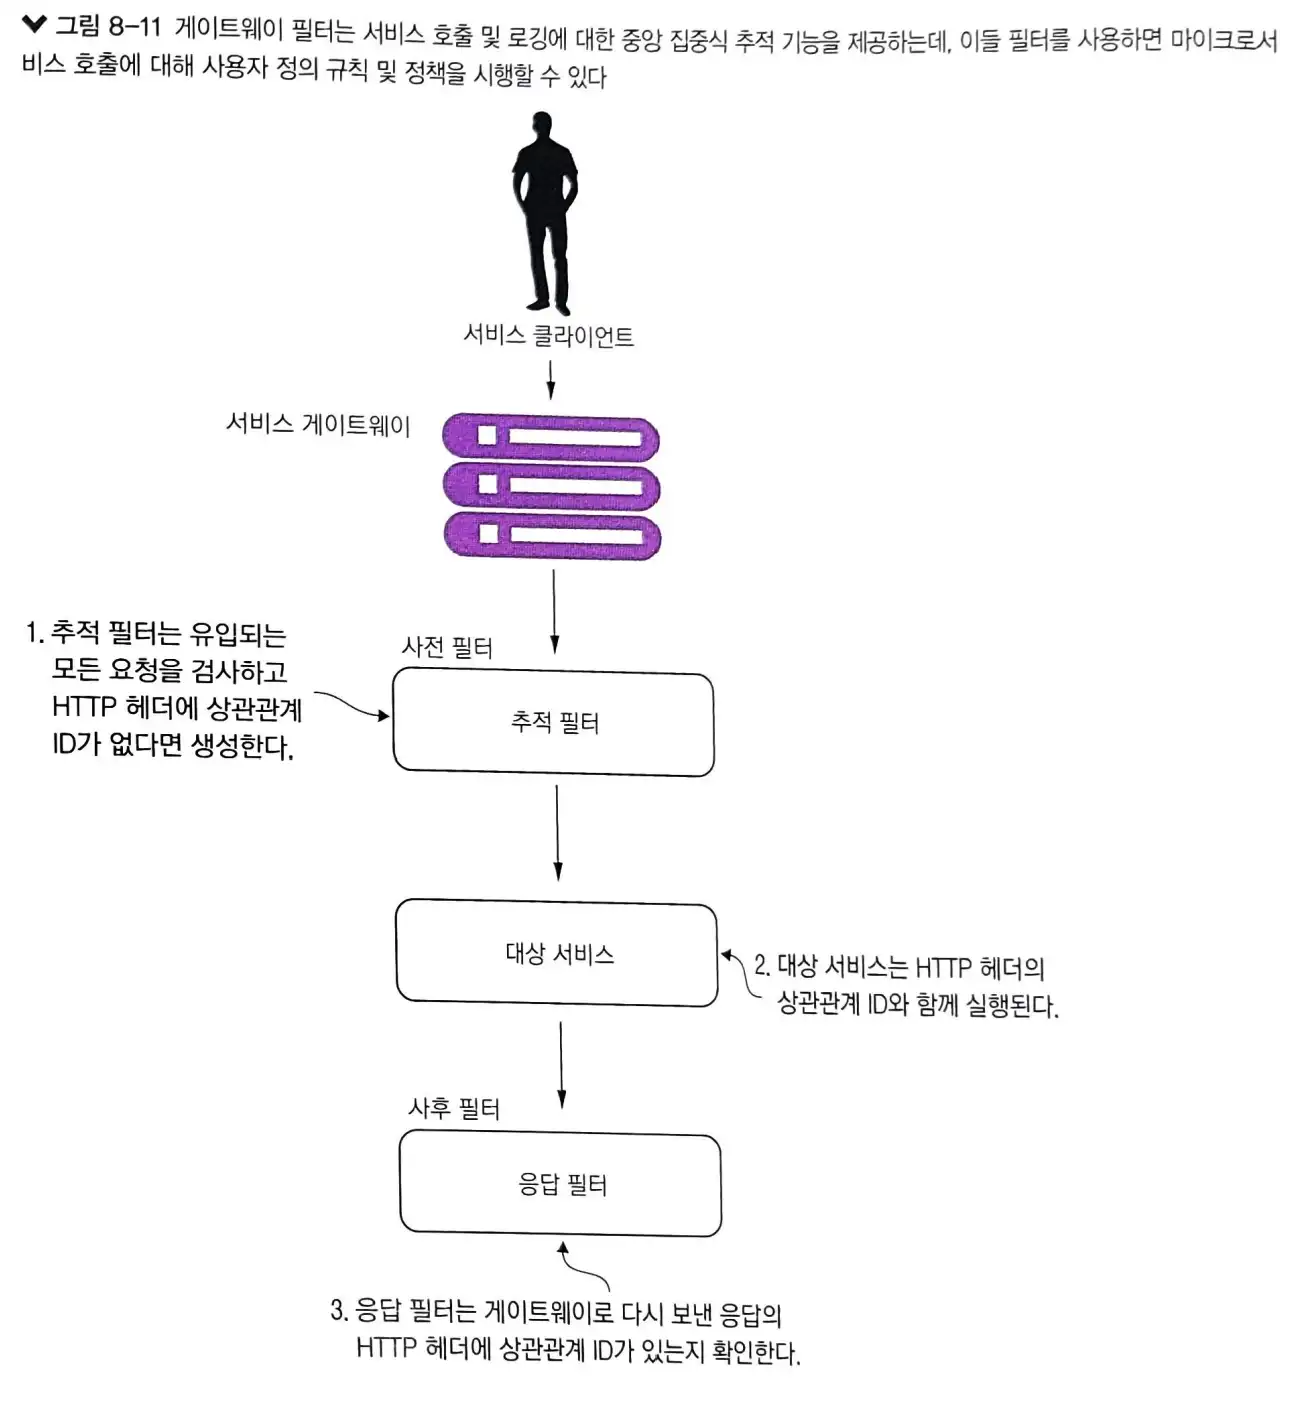 그림 8-11 게이트웨이 필터는 서비스 호출 및 로깅에 대한 중앙 집중식 추적 기능을 제공하는데, 이들 필터를 사용하면 마이크로서
비스 호출에 대해 사용자 정의 규칙 및 정책을 시행할 수 있다
서비스 클라이언트
서비스 게이트웨이
1. 추적 필터는 유입되는
모든 요청을 검사하고
HTTP 헤더에 상관관계
ID가 없다면 생성한다.
사전 필터
추적 필터
대상 서비스
2. 대상 서비스는 HTTP 헤더의
상관관계 ID와 함께 실행된다.
사후 필터
응답 필터
3. 응답 필터는 게이트웨이로 다시 보낸 응답의
HTTP 헤더에 상관관계 ID가 있는지 확인한다.